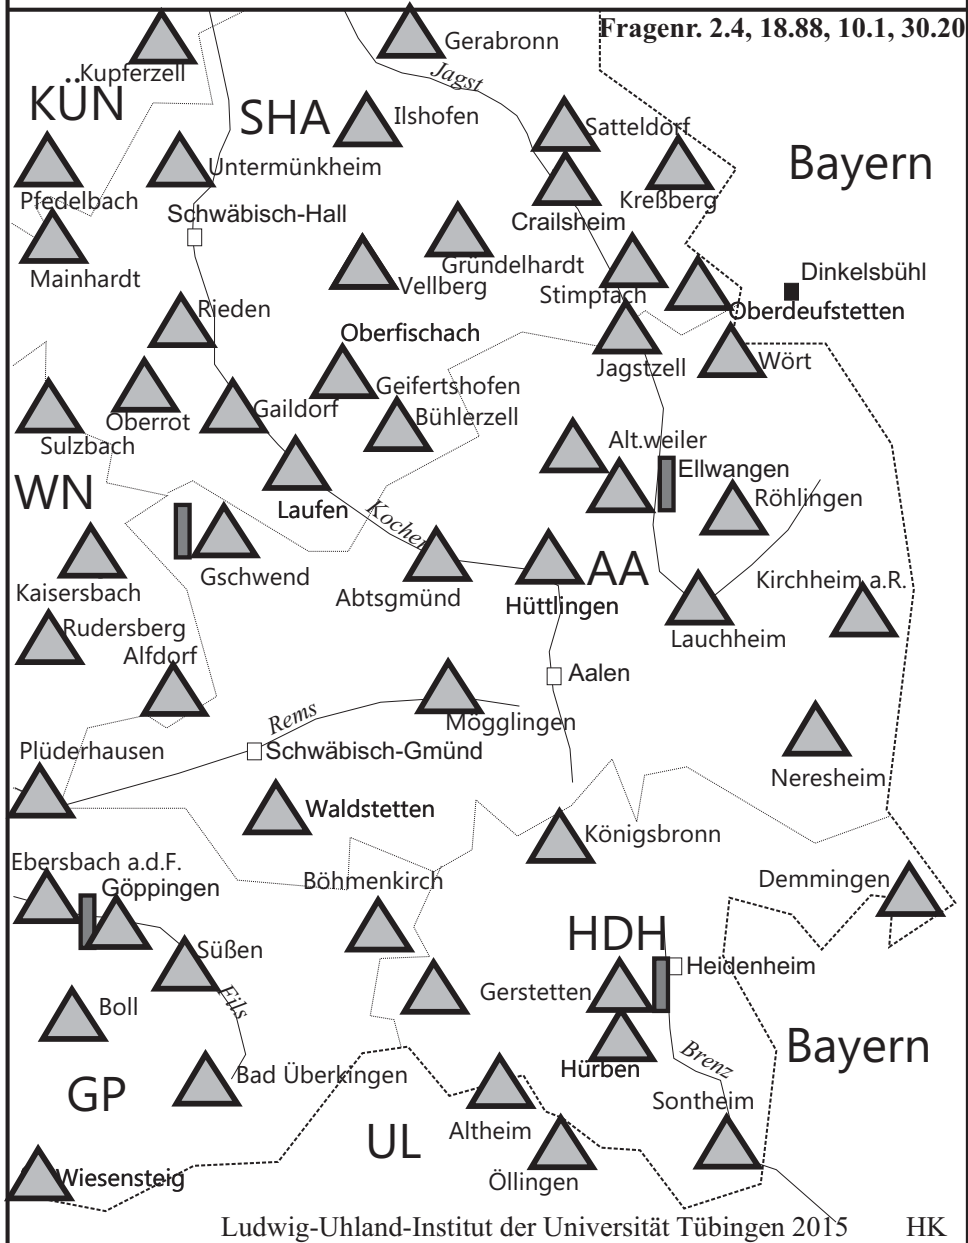 Fragenr. 2.4, 18.88, 10.1, 30.20
Gerabronn
Kupferzell
Jagst
KÜN
SHA
Ilshofen
Satteldorf
Bayern
Untermünkheim
Pfedelbach
Kreßberg
Schwäbisch-Hall
Crailsheim
Mainhardt
Gründelhardt
Vellberg
Stimpfach
Dinkelsbühl
Oberdeufstetten
Rieden
Oberfischach
Jagstzell
Wört
Geifertshofen
Gaildorf
Bühlerzell
Oberrot
Sulzbach
Alt.weiler
Ellwangen
WN
Röhlingen
Laufen
Kocher
Gschwend
AA
Kirchheim a.R.
Kaisersbach
Abtsgmünd
Hüttlingen
Rudersberg
Lauchheim
Alfdorf
Aalen
Rems
Mögglingen
Plüderhausen
Schwäbisch-Gmünd
Neresheim
Waldstetten
Königsbronn
Ebersbach a.d.F.
Göppingen
Böhmenkirch
Demmingen
HDH
Süßen
Heidenheim
Gerstetten
Fils
Boll
Bayern
Brenz
Hürben
Bad Überkingen
GP
Sontheim
UL
Altheim
Wiesensteig
Öllingen
Ludwig-Uhland-Institut der Universität Tübingen 2015 HK